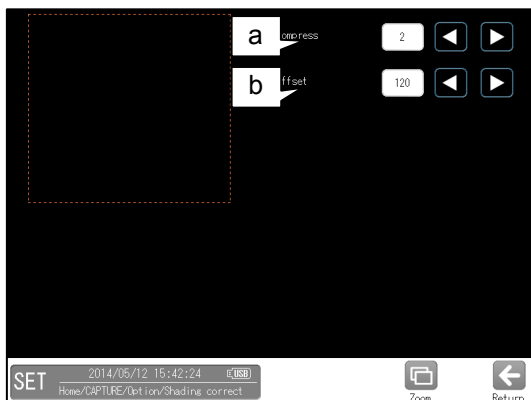 a
ompress
2
b
ffset
120
SET
2014/05/12 15:42:24 E USB
Home/CAPTURE/Option/Shading correct
Zoom
Return